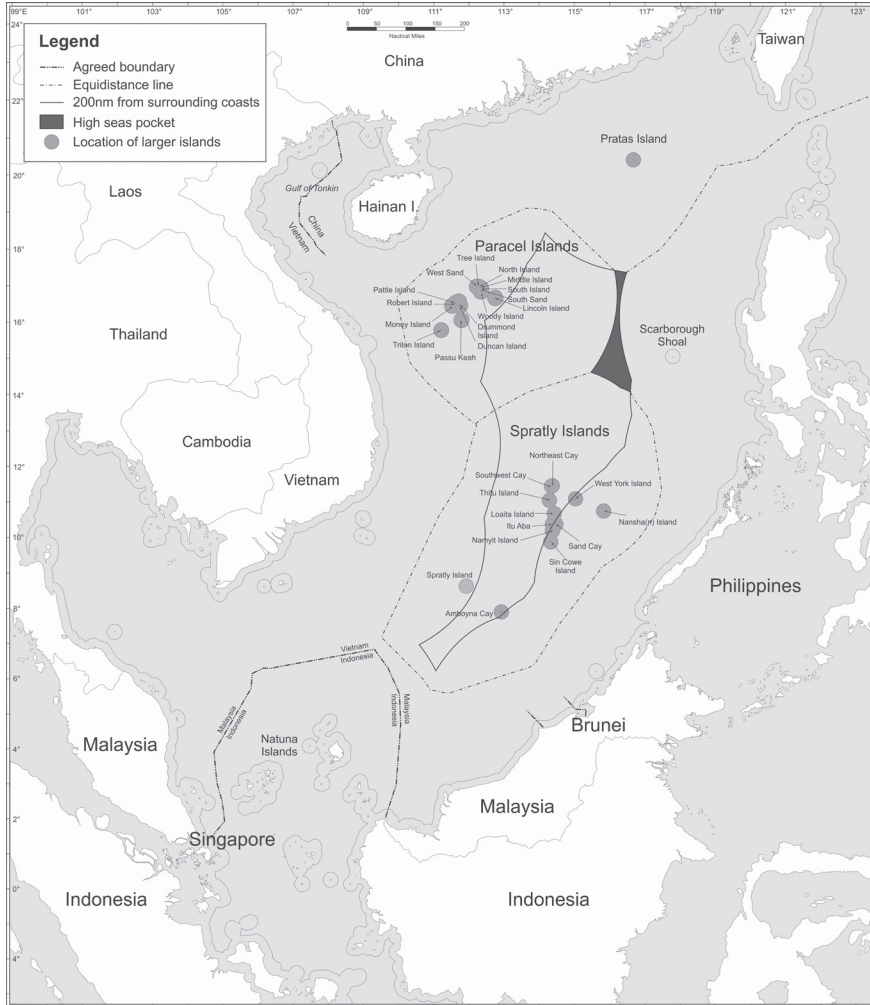 99°E
101°
103°
105°
107°
109°
111°
113°
115°
117°
119°
121°
123°
24°
22°
20°
18°
16°
14°
12°
10°
8°
6°
4°
2°
0°
2°
4°
Legend
Agreed boundary
Equidistance line
200nm from surrounding coasts
High seas pocket
Location of larger islands
0 50 100 150 200
Nautical Miles
China
Taiwan
Pratas Island
Laos
Gulf of Tonkin
Hainan I.
China
Vietnam
Paracel Islands
Tree Island
West Sand
North Island
Middle Island
South Island
South Sand
Lincoln Island
Pattle Island
Robert Island
Woody Island
Money Island
Drummond
Island
Triton Island
Duncan Island
Passu Keah
Scarborough
Shoal
Thailand
Cambodia
Vietnam
Spratly Islands
Northeast Cay
Southwest Cay
West York Island
Thitu Island
Loaita Island
Nansha(n) Island
Itu Aba
Namyit Island
Sand Cay
Sin Cowe
Island
Spratly Island
Amboyna Cay
Philippines
Vietnam
Indonesia
Malaysia
Indonesia
Malaysia
Indonesia
Natuna
Islands
Malaysia
Brunei
Malaysia
Singapore
Indonesia
Indonesia